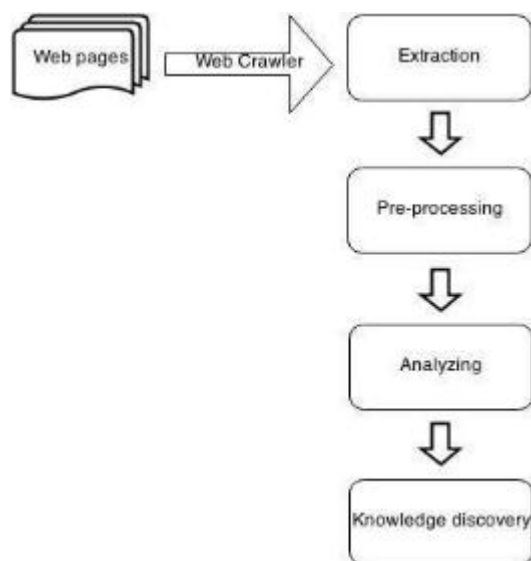 Web pages
Web Crawler
Extraction
Pre-processing
Analyzing
Knowledge discovery